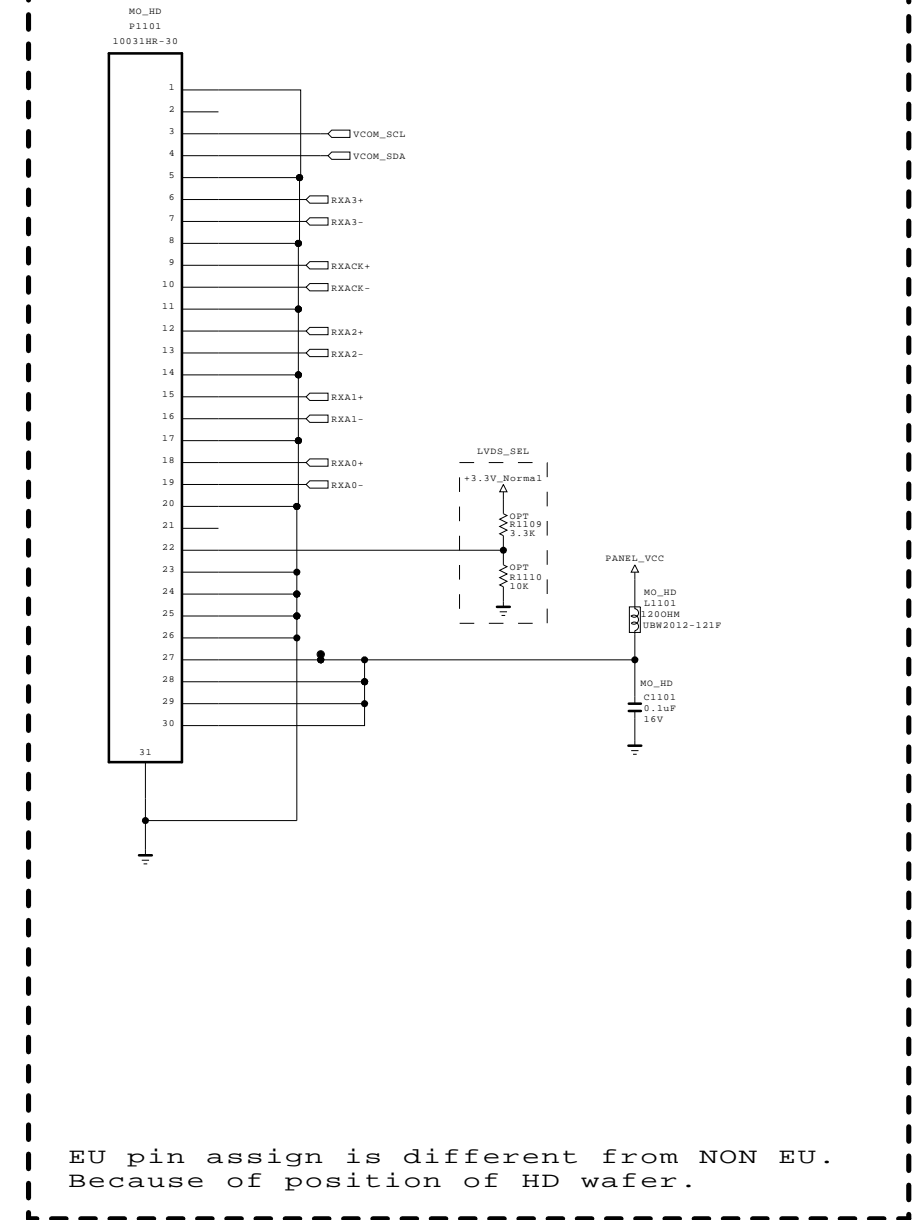 MO_HD
P1101
10031HR-30
1
2
3
VCOM_SCL
4
VCOM_SDA
5
6
RXA3+
7
RXA3-
8
9
RXACK+
10
RXACK-
11
12
RXA2+
13
RXA2-
14
15
RXA1+
16
RXA1-
17
18
RXA0+
19
RXA0-
20
21
22
23
24
25
26
27
28
29
30
31
LVDS_SEL
+3.3V_Normal
OPT
R1109
3.3K
OPT
R1110
10K
PANEL_VCC
MO_HD
L1101
120OHM
UBW2012-121F
MO_HD
C1101
0.1uF
16V
EU pin assign is different from NON EU.
Because of position of HD wafer.